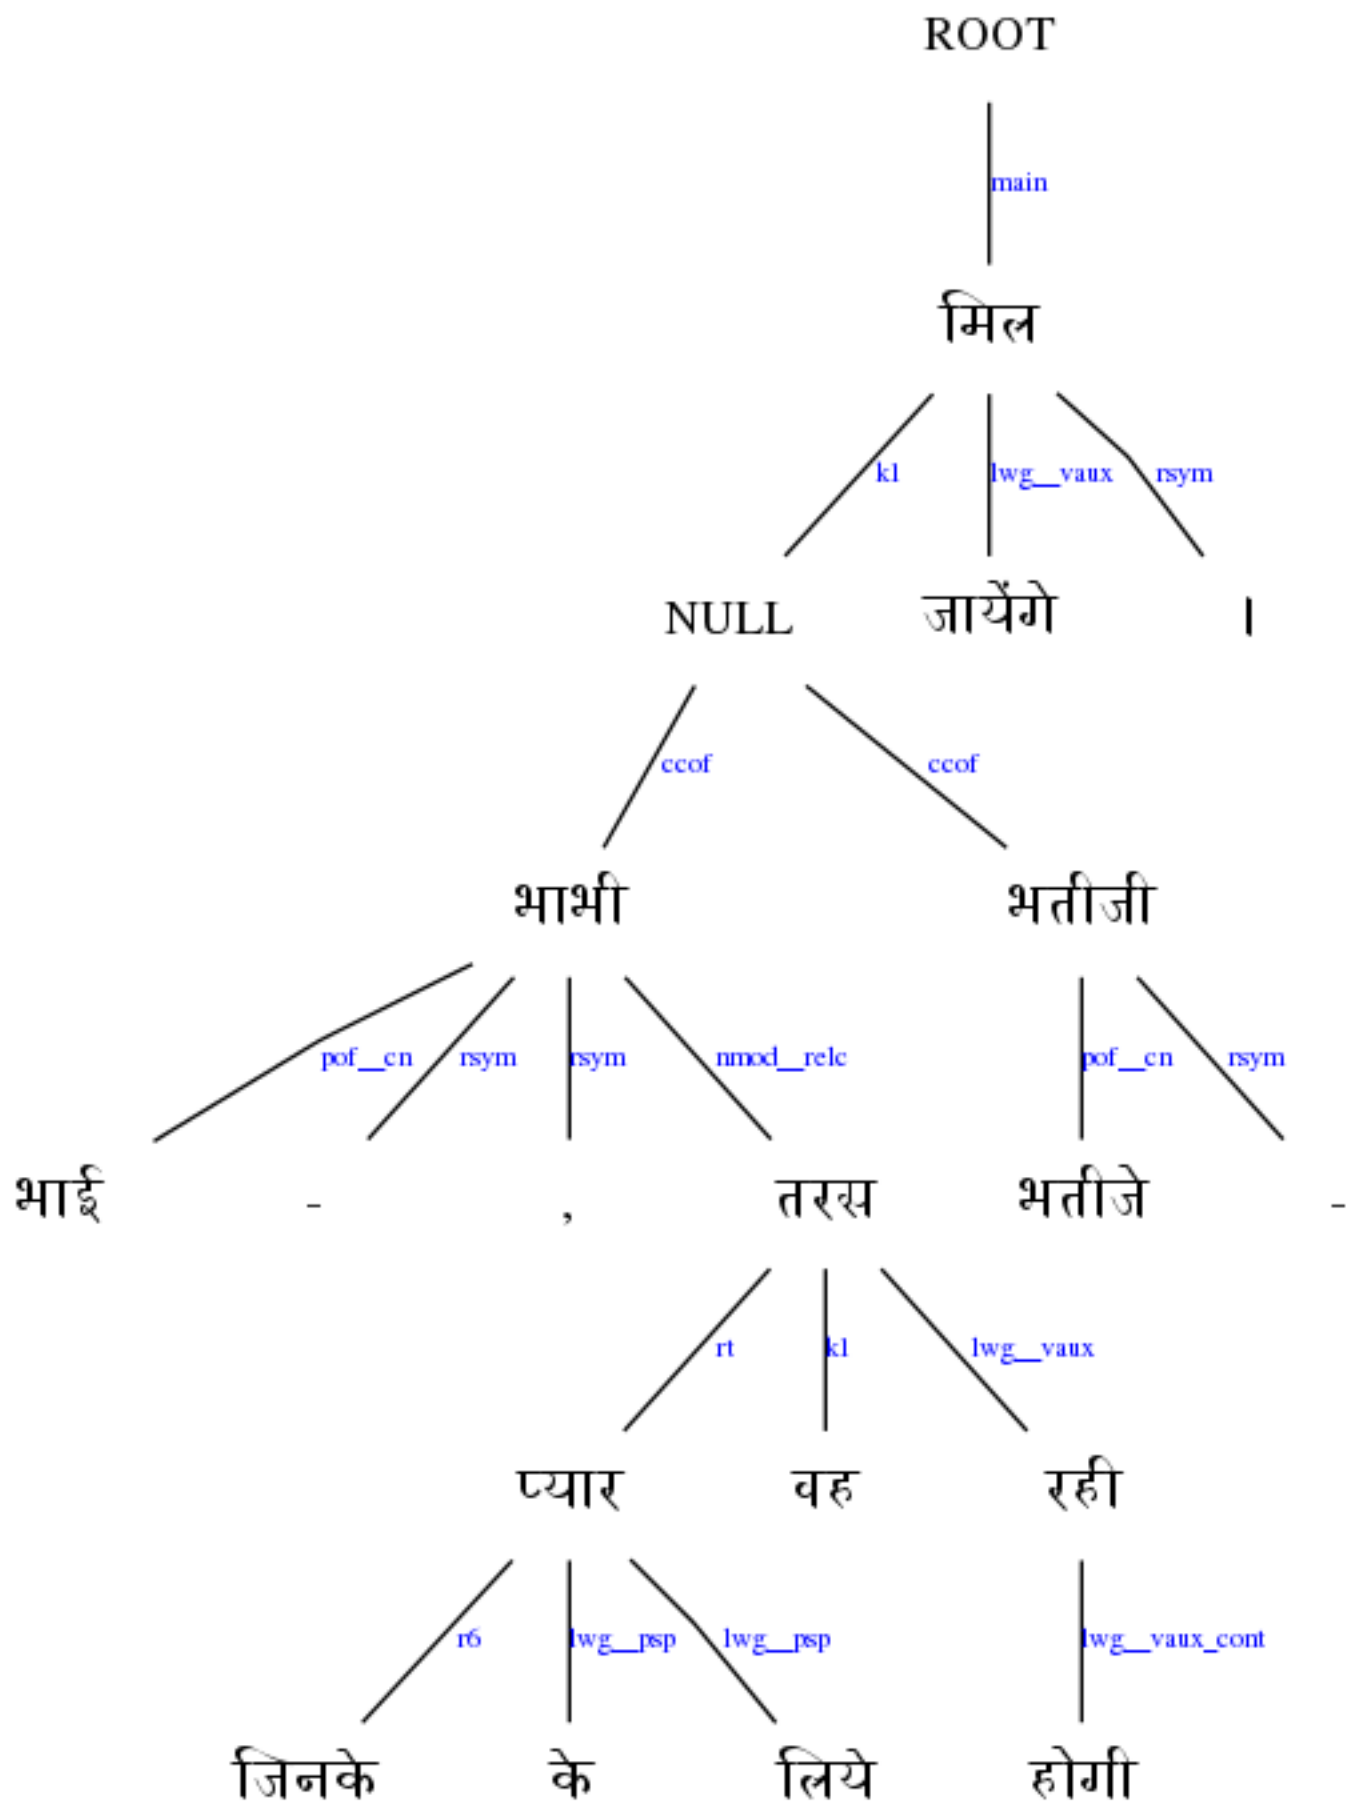 ROOT
main
मिल
k1 lwg__vaux rsym
NULL जायेंगे ।
ccof ccof
भाभी भतीजी
pof__cn rsym rsym nmod__relc pof__cn rsym
भाई - , तरस भतीजे -
rt k1 lwg__vaux
प्यार वह रही
r6 lwg__psp lwg__psp lwg__vaux_cont
जिनके के लिये होगी